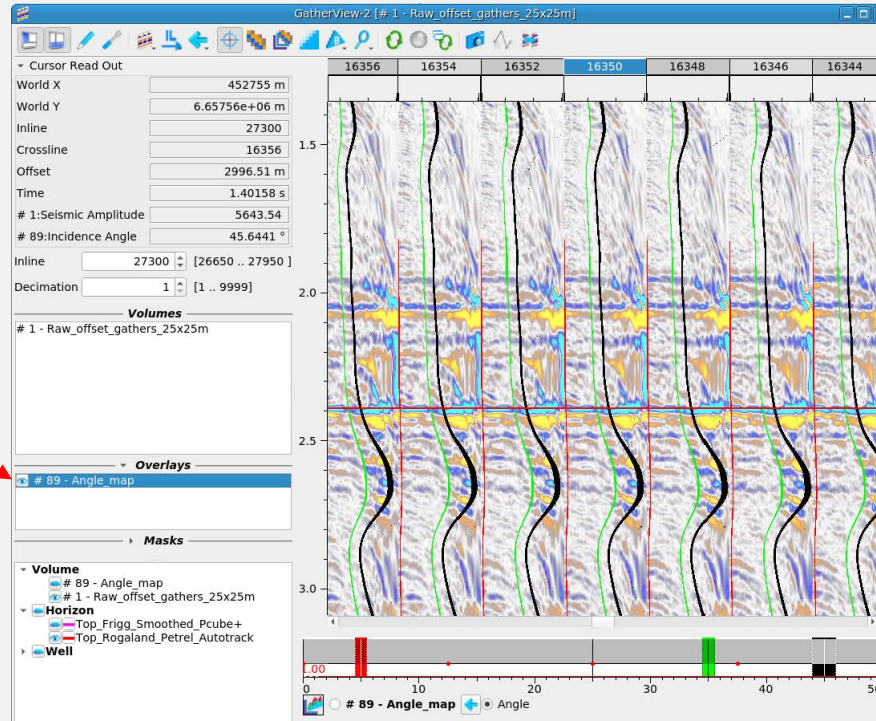 GatherView-2 [# 1 - Raw_offset_gathers_25x25m]
Cursor Read Out
World X 452755 m
World Y 6.65756e+06 m
Inline 27300
Crossline 16356
Offset 2996.51 m
Time 1.40158 s
# 1:Seismic Amplitude 5643.54
# 89:Incidence Angle 45.6441 °
Inline 27300 [26650 .. 27950 ]
Decimation 1 [1 .. 9999]
Volumes
# 1 - Raw_offset_gathers_25x25m
Overlays
# 89 - Angle_map
Masks
Volume
# 89 - Angle_map
# 1 - Raw_offset_gathers_25x25m
Horizon
Top_Frigg_Smoothed_Pcube+
Top_Rogaland_Petrel_Autotrack
Well
16356 16354 16352 16350 16348 16346 16344
1.5
2.0
2.5
3.0
1.00
0 10 20 30 40 50
# 89 - Angle_map Angle